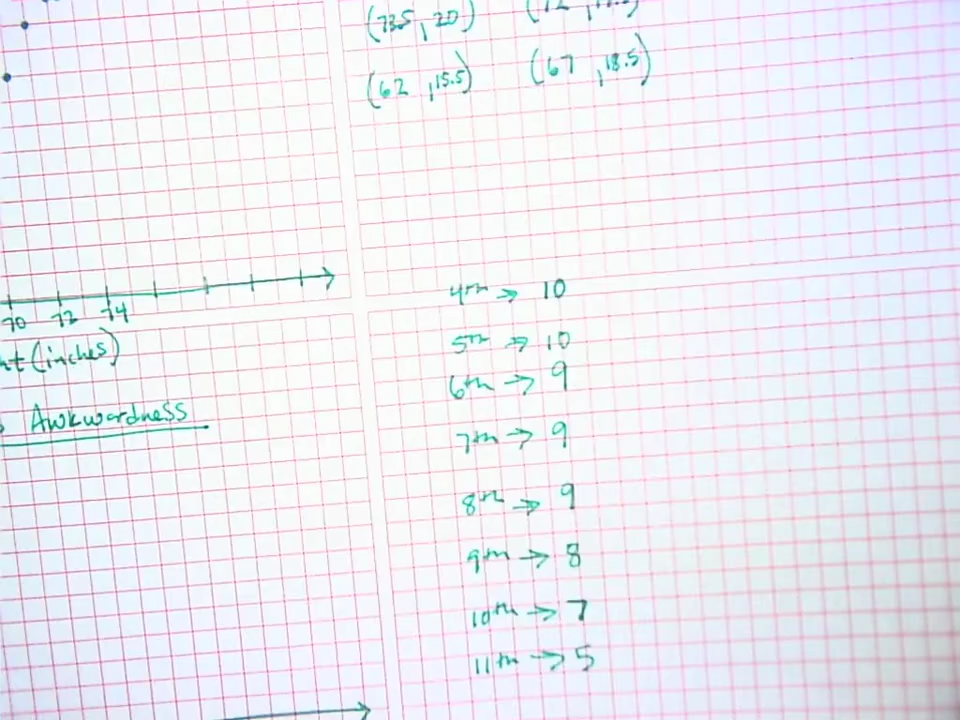 (73.5, 20)
(62, 15.5) (67, 18.5)
70 72 74
(inches)
Awkwardness
4th → 10
5th → 10
6th → 9
7th → 9
8th → 9
9th → 8
10th → 7
11th → 5